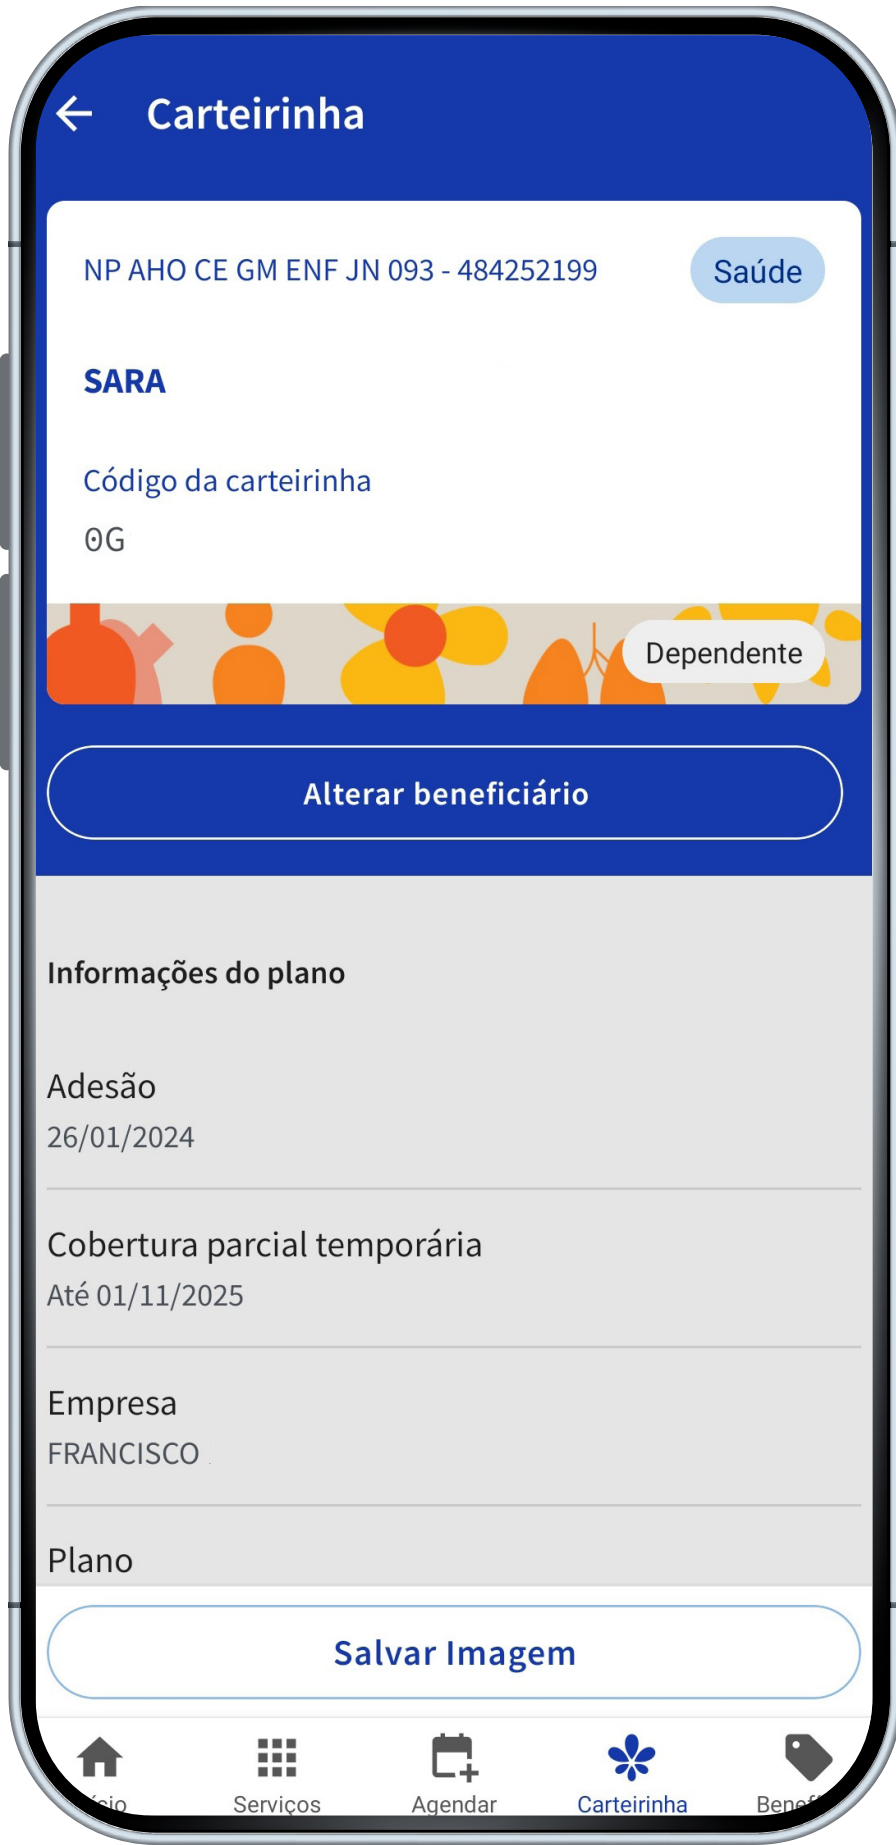 Carteirinha
NP AHO CE GM ENF JN 093 - 484252199
Saúde
SARA
Código da carteirinha
0G
Dependente
Alterar beneficiário
Informações do plano
Adesão
26/01/2024
Cobertura parcial temporária
Até 01/11/2025
Empresa
FRANCISCO
Plano
Salvar Imagem
Serviços
Agendar
Carteirinha